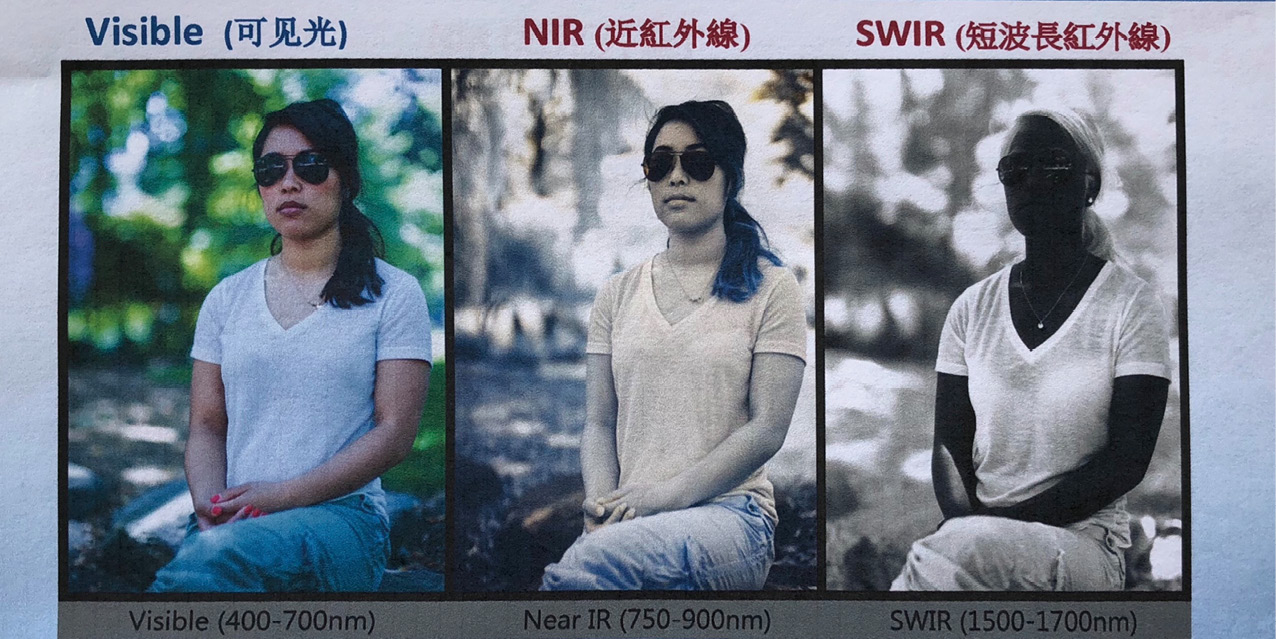 Visible (可见光)
NIR (近紅外線)
SWIR (短波長紅外線)
Visible (400-700nm)
Near IR (750-900nm)
SWIR (1500-1700nm)